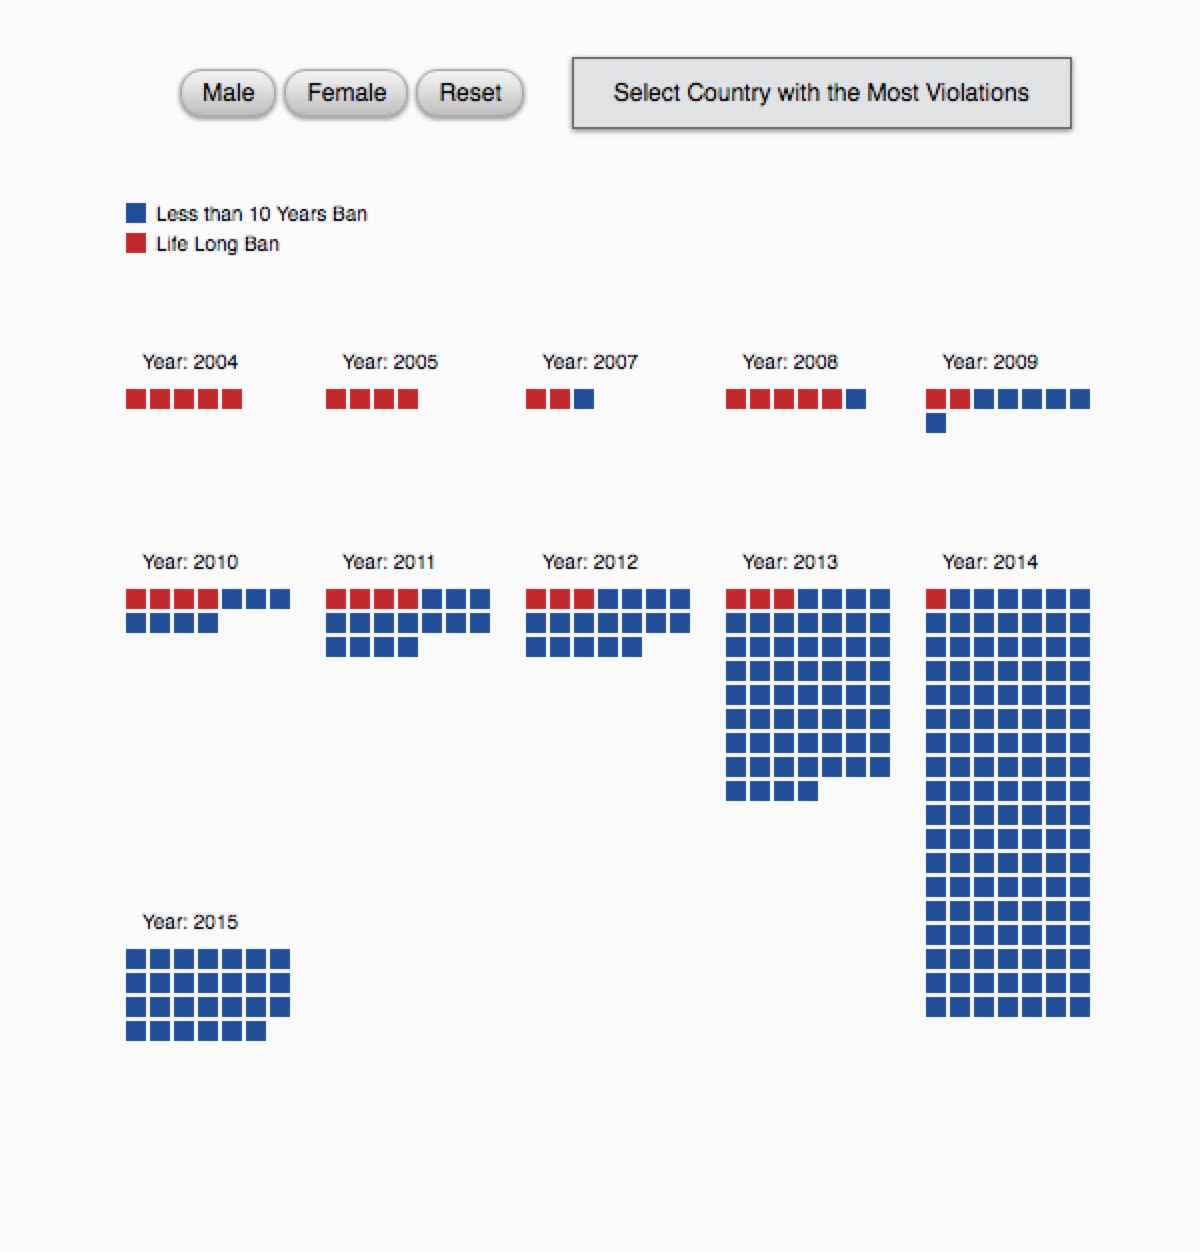 Male Female Reset Select Country with the Most Violations
Less than 10 Years Ban
Life Long Ban
Year: 2004 Year: 2005 Year: 2007 Year: 2008 Year: 2009
Year: 2010 Year: 2011 Year: 2012 Year: 2013 Year: 2014
Year: 2015